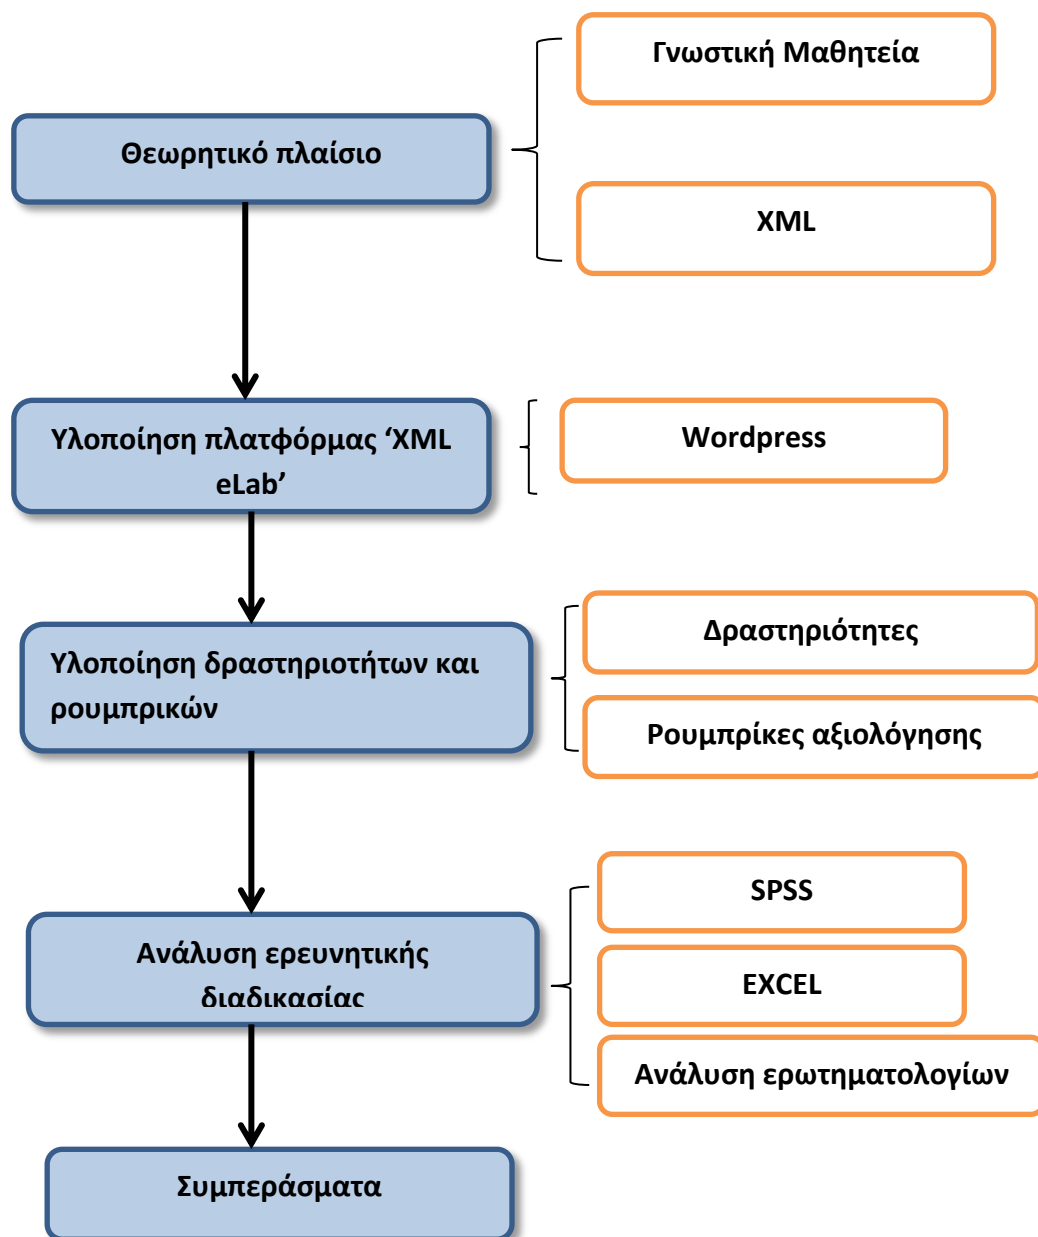 Γνωστική Μαθητεία
Θεωρητικό πλαίσιο
XML
Υλοποίηση πλατφόρμας ‘XML
eLab’
Wordpress
Υλοποίηση δραστηριοτήτων και
ρουμπρικών
Δραστηριότητες
Ρουμπρίκες αξιολόγησης
Ανάλυση ερευνητικής
διαδικασίας
SPSS
EXCEL
Ανάλυση ερωτηματολογίων
Συμπεράσματα